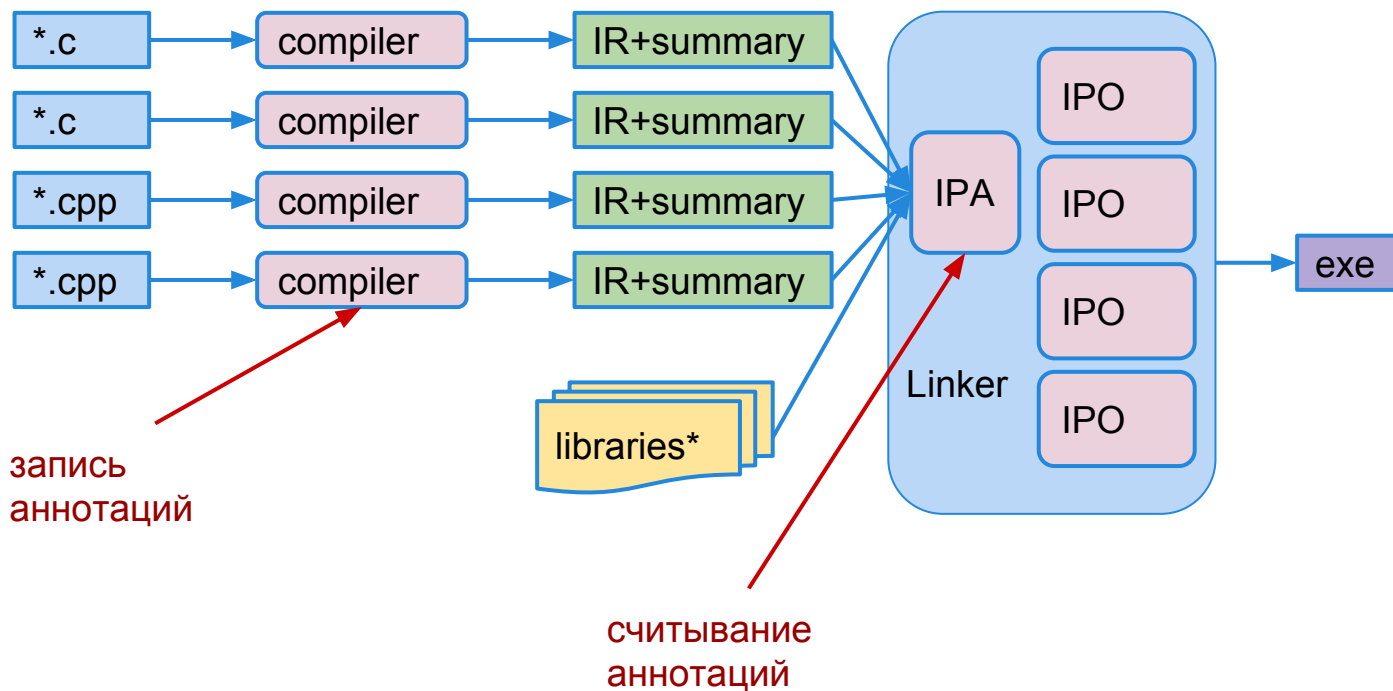 *.c
compiler
IR+summary
*.c
compiler
IR+summary
*.cpp
compiler
IR+summary
*.cpp
compiler
IR+summary
libraries*
IPA
Linker
IPO
IPO
IPO
IPO
exe
запись
аннотаций
считывание
аннотаций